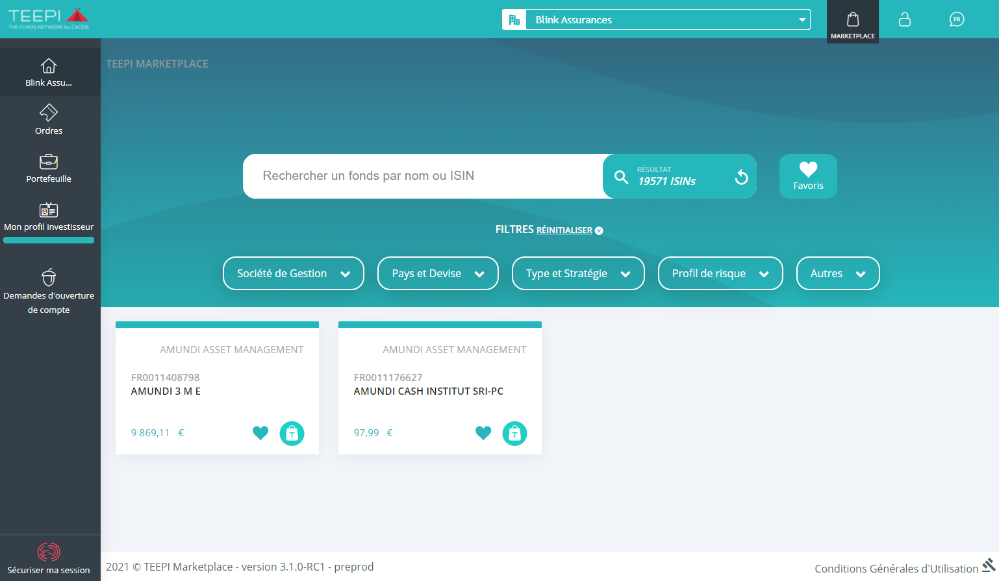 TEEPI
THE FUNDS NETWORK by CACEIS
Blink Assurances
MARKETPLACE
FR
Blink Assu...
Ordres
Portefeuille
Mon profil investisseur
Demandes d'ouverture
de compte
Sécuriser ma session
TEEPI MARKETPLACE
Rechercher un fonds par nom ou ISIN
RÉSULTAT
19571 ISINs
Favoris
FILTRES RÉINITIALISER
Société de Gestion
Pays et Devise
Type et Stratégie
Profil de risque
Autres
AMUNDI ASSET MANAGEMENT
FR0011408798
AMUNDI 3 M E
9 869,11 €
T
AMUNDI ASSET MANAGEMENT
FR0011176627
AMUNDI CASH INSTITUT SRI-PC
97,99 €
T
2021 © TEEPI Marketplace - version 3.1.0-RC1 - preprod
Conditions Générales d'Utilisation